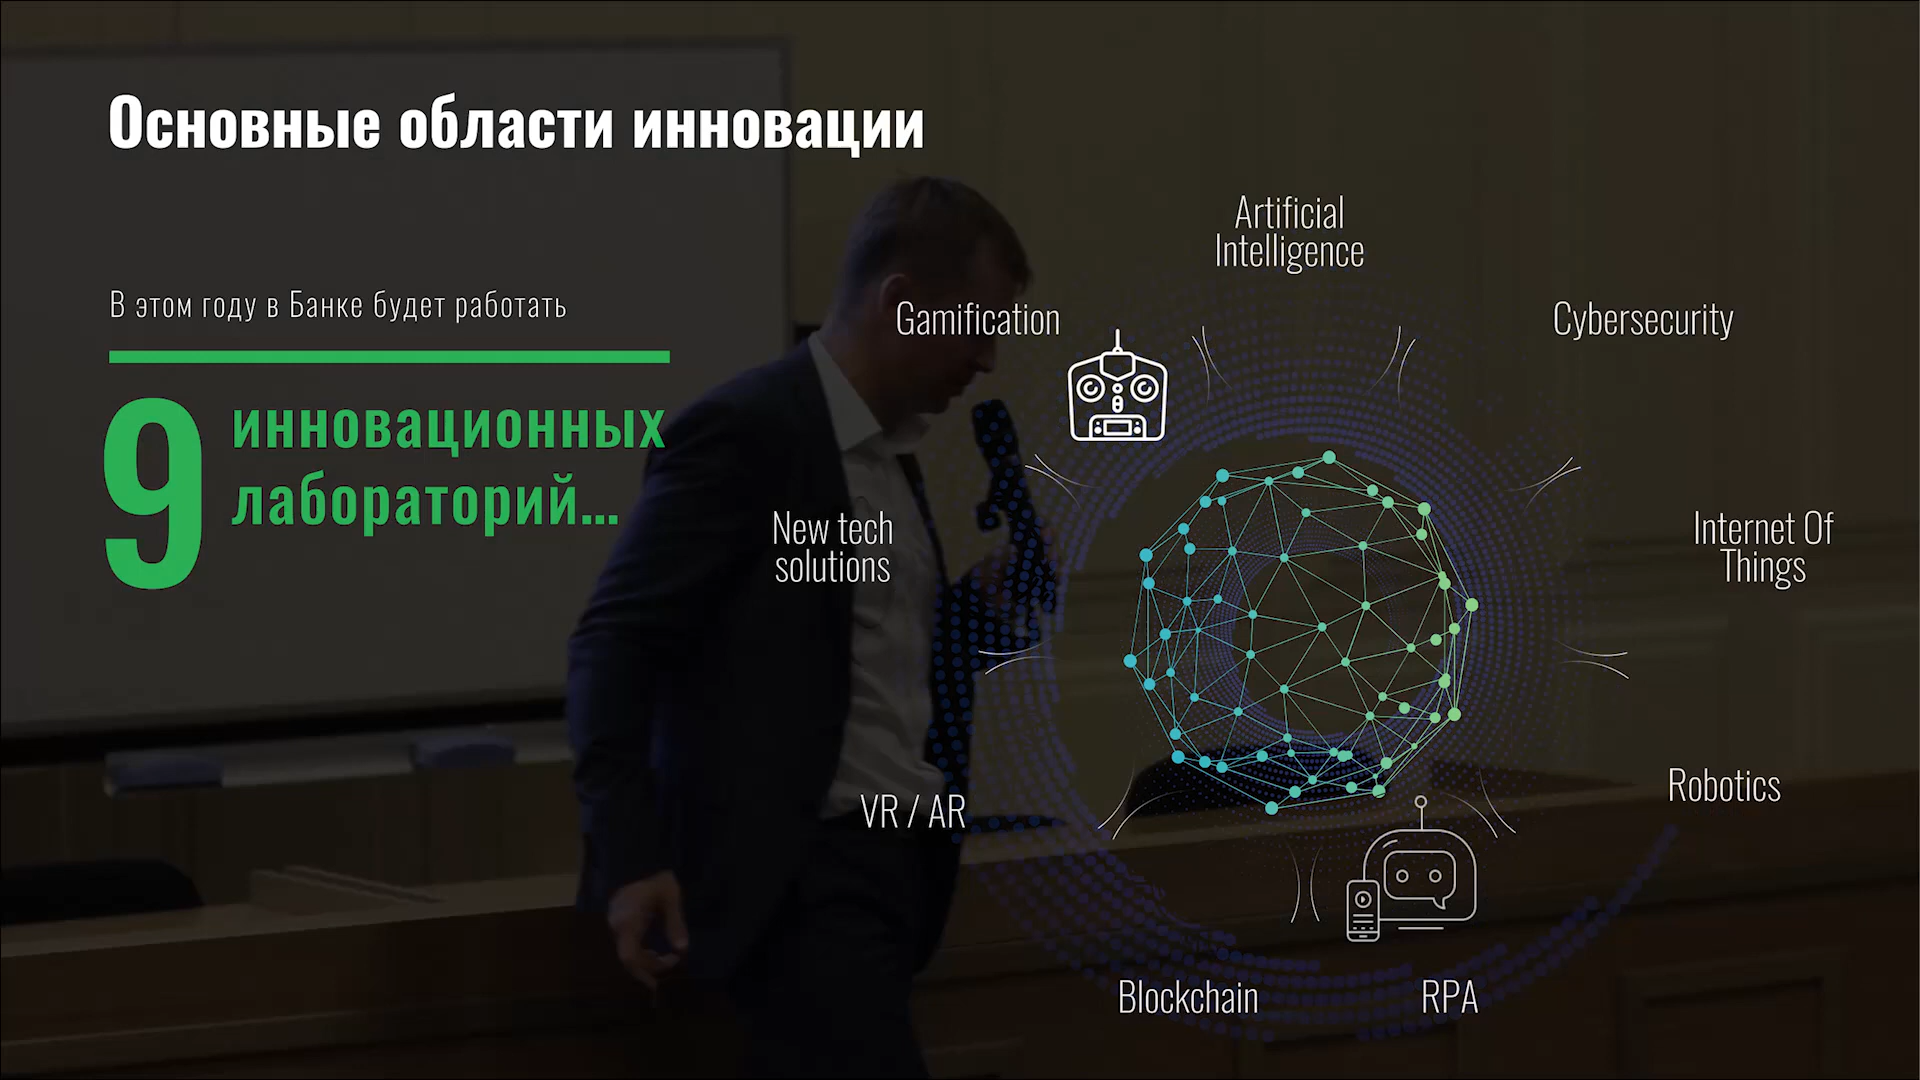 Основные области инновации
В этом году в Банке будет работать
9
инновационных
лабораторий...
Artificial
Intelligence
Gamification
Cybersecurity
New tech
solutions
Internet Of
Things
VR / AR
Robotics
Blockchain
RPA